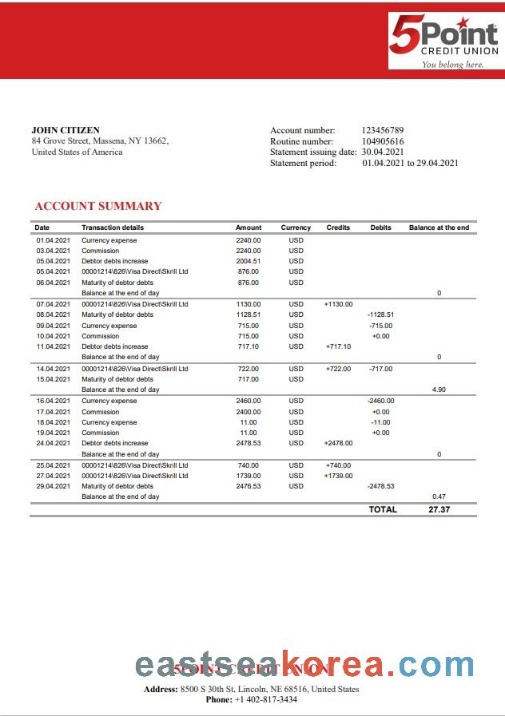 5Point
CREDIT UNION
You belong here.
JOHN CITIZEN
84 Grove Street, Massena, NY 13662,
United States of America
Account number: 123456789
Routine number: 104905616
Statement issuing date: 30.04.2021
Statement period: 01.04.2021 to 29.04.2021
ACCOUNT SUMMARY
Date Transaction details Amount Currency Credits Debits Balance at the end
01.04.2021 Currency expense 2240.00 USD
03.04.2021 Commission 2240.00 USD
05.04.2021 Debtor debts increase 2004.51 USD
05.04.2021 00001214\826\Visa Direct\Skrill Ltd 876.00 USD
06.04.2021 Maturity of debtor debts 876.00 USD
Balance at the end of day 0
07.04.2021 00001214\826\Visa Direct\Skrill Ltd 1130.00 USD +1130.00
08.04.2021 Maturity of debtor debts 1128.51 USD -1128.51
09.04.2021 Currency expense 715.00 USD -715.00
10.04.2021 Commission 715.00 USD +0.00
11.04.2021 Debtor debts increase 717.10 USD +717.10
Balance at the end of day 0
14.04.2021 00001214\826\Visa Direct\Skrill Ltd 722.00 USD +722.00 -717.00
15.04.2021 Maturity of debtor debts 717.00 USD
Balance at the end of day 4.90
16.04.2021 Currency expense 2460.00 USD -2460.00
17.04.2021 Commission 2400.00 USD +0.00
18.04.2021 Currency expense 11.00 USD -11.00
19.04.2021 Commission 11.00 USD +0.00
24.04.2021 Debtor debts increase 2478.53 USD +2478.00
Balance at the end of day 0
25.04.2021 00001214\826\Visa Direct\Skrill Ltd 740.00 USD +740.00
27.04.2021 00001214\826\Visa Direct\Skrill Ltd 1739.00 USD +1739.00
29.04.2021 Maturity of debtor debts 2476.53 USD -2478.53
Balance at the end of day 0.47
TOTAL 27.37
eastseakorea.com
5POINT CREDIT UNION
Address: 8500 S 30th St, Lincoln, NE 68516, United States
Phone: +1 402-817-3434